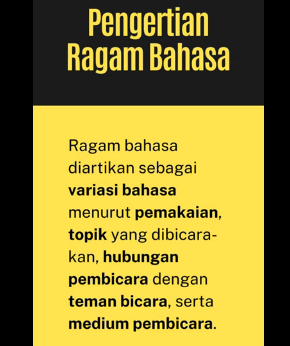 Pengertian
Ragam Bahasa
Ragam bahasa
diartikan sebagai
variasi bahasa
menurut pemakaian,
topik yang dibicara-
kan, hubungan
pembicara dengan
teman bicara, serta
medium pembicara.